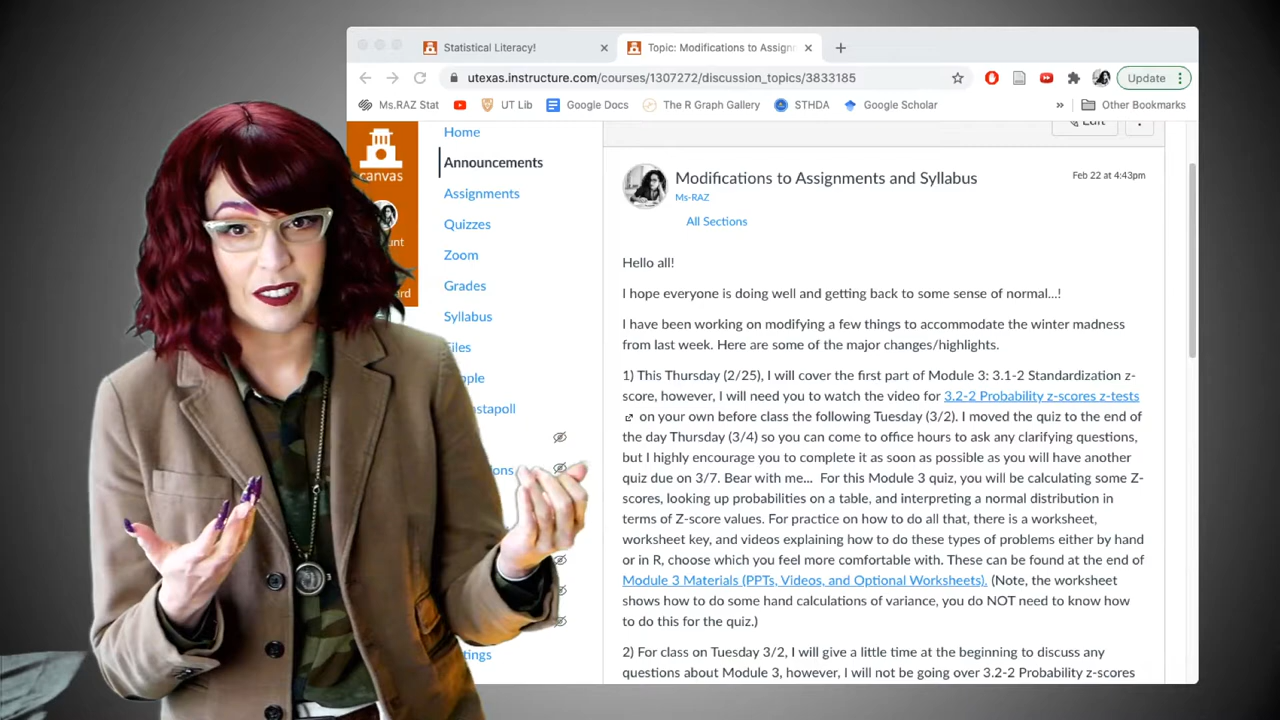 Statistical Literacy!
Topic: Modifications to Assign
utexas.instructure.com/courses/1307272/discussion_topics/3833185
Update
Ms.RAZ Stat
UT Lib
Google Docs
The R Graph Gallery
STHDA
Google Scholar
»
Other Bookmarks
canvas
Home
Announcements
Assignments
Quizzes
Zoom
Grades
Syllabus
Files
ople
stapoll
ons
tings
unt
rd
Edit
Modifications to Assignments and Syllabus
Feb 22 at 4:43pm
Ms-RAZ
All Sections
Hello all!
I hope everyone is doing well and getting back to some sense of normal...!
I have been working on modifying a few things to accommodate the winter madness
from last week. Here are some of the major changes/highlights.
1) This Thursday (2/25), I will cover the first part of Module 3: 3.1-2 Standardization z-
score, however, I will need you to watch the video for 3.2-2 Probability z-scores z-tests
on your own before class the following Tuesday (3/2). I moved the quiz to the end of
the day Thursday (3/4) so you can come to office hours to ask any clarifying questions,
but I highly encourage you to complete it as soon as possible as you will have another
quiz due on 3/7. Bear with me... For this Module 3 quiz, you will be calculating some Z-
scores, looking up probabilities on a table, and interpreting a normal distribution in
terms of Z-score values. For practice on how to do all that, there is a worksheet,
worksheet key, and videos explaining how to do these types of problems either by hand
or in R, choose which you feel more comfortable with. These can be found at the end of
Module 3 Materials (PPTs, Videos, and Optional Worksheets). (Note, the worksheet
shows how to do some hand calculations of variance, you do NOT need to know how
to do this for the quiz.)
2) For class on Tuesday 3/2, I will give a little time at the beginning to discuss any
questions about Module 3, however, I will not be going over 3.2-2 Probability z-scores